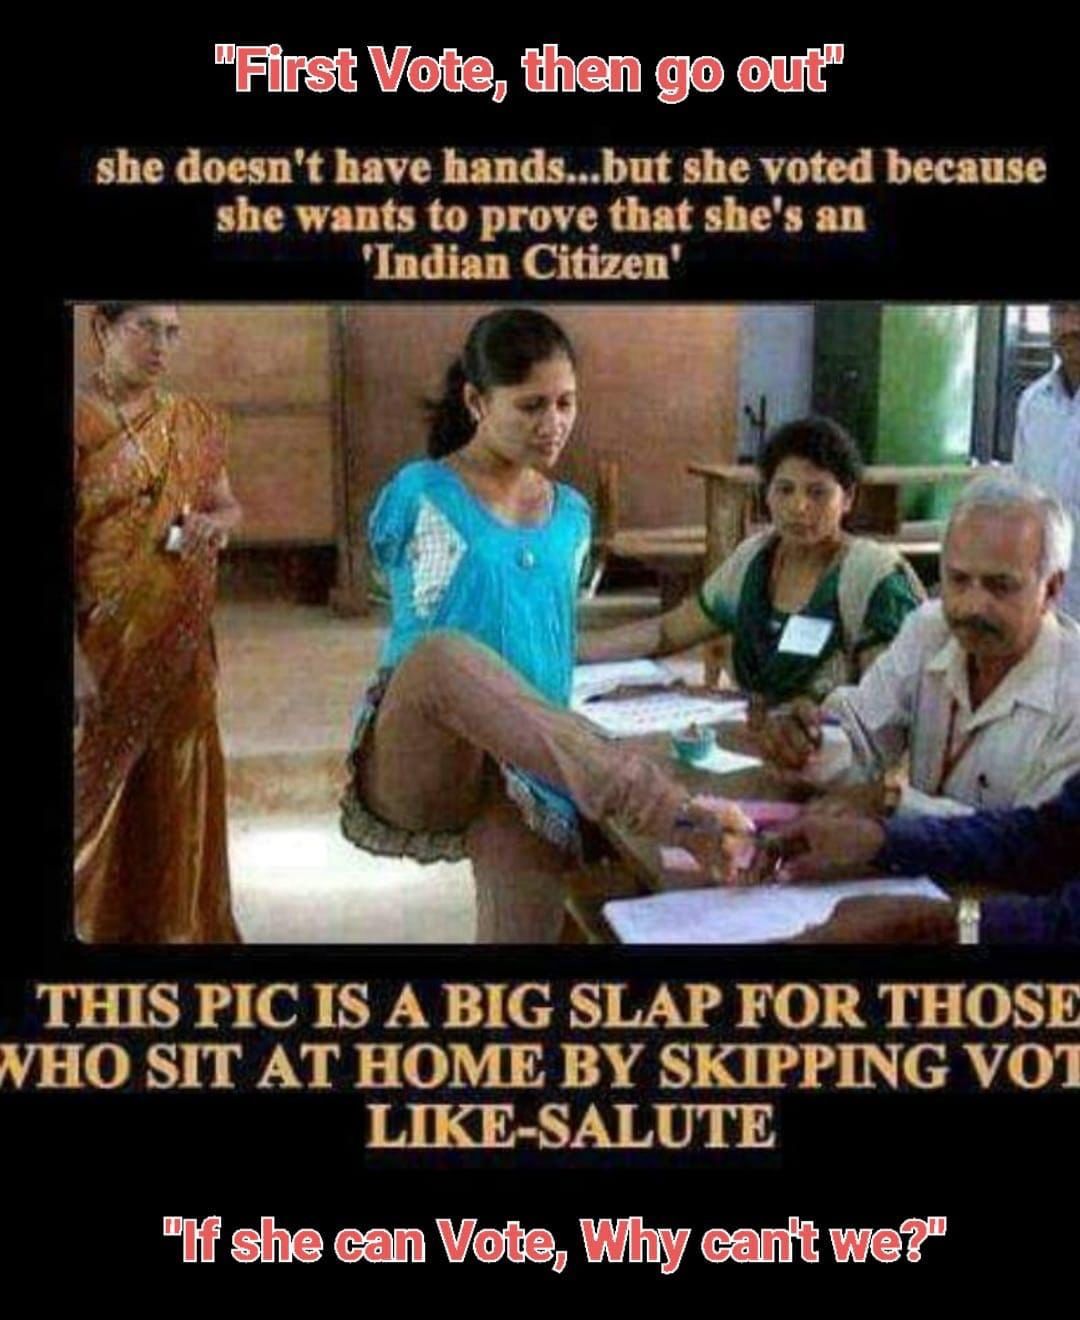 "First Vote, then go out"
she doesn't have hands...but she voted because
she wants to prove that she's an
'Indian Citizen'
THIS PIC IS A BIG SLAP FOR THOSE
WHO SIT AT HOME BY SKIPPING VOT
LIKE-SALUTE
"If she can Vote, Why can't we?"